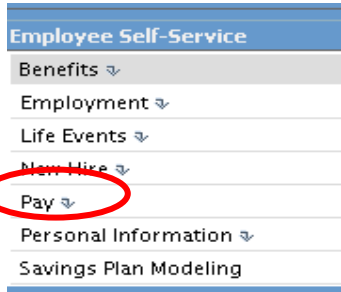 Employee Self-Service
Benefits
Employment
Life Events
New Hire
Pay
Personal Information
Savings Plan Modeling